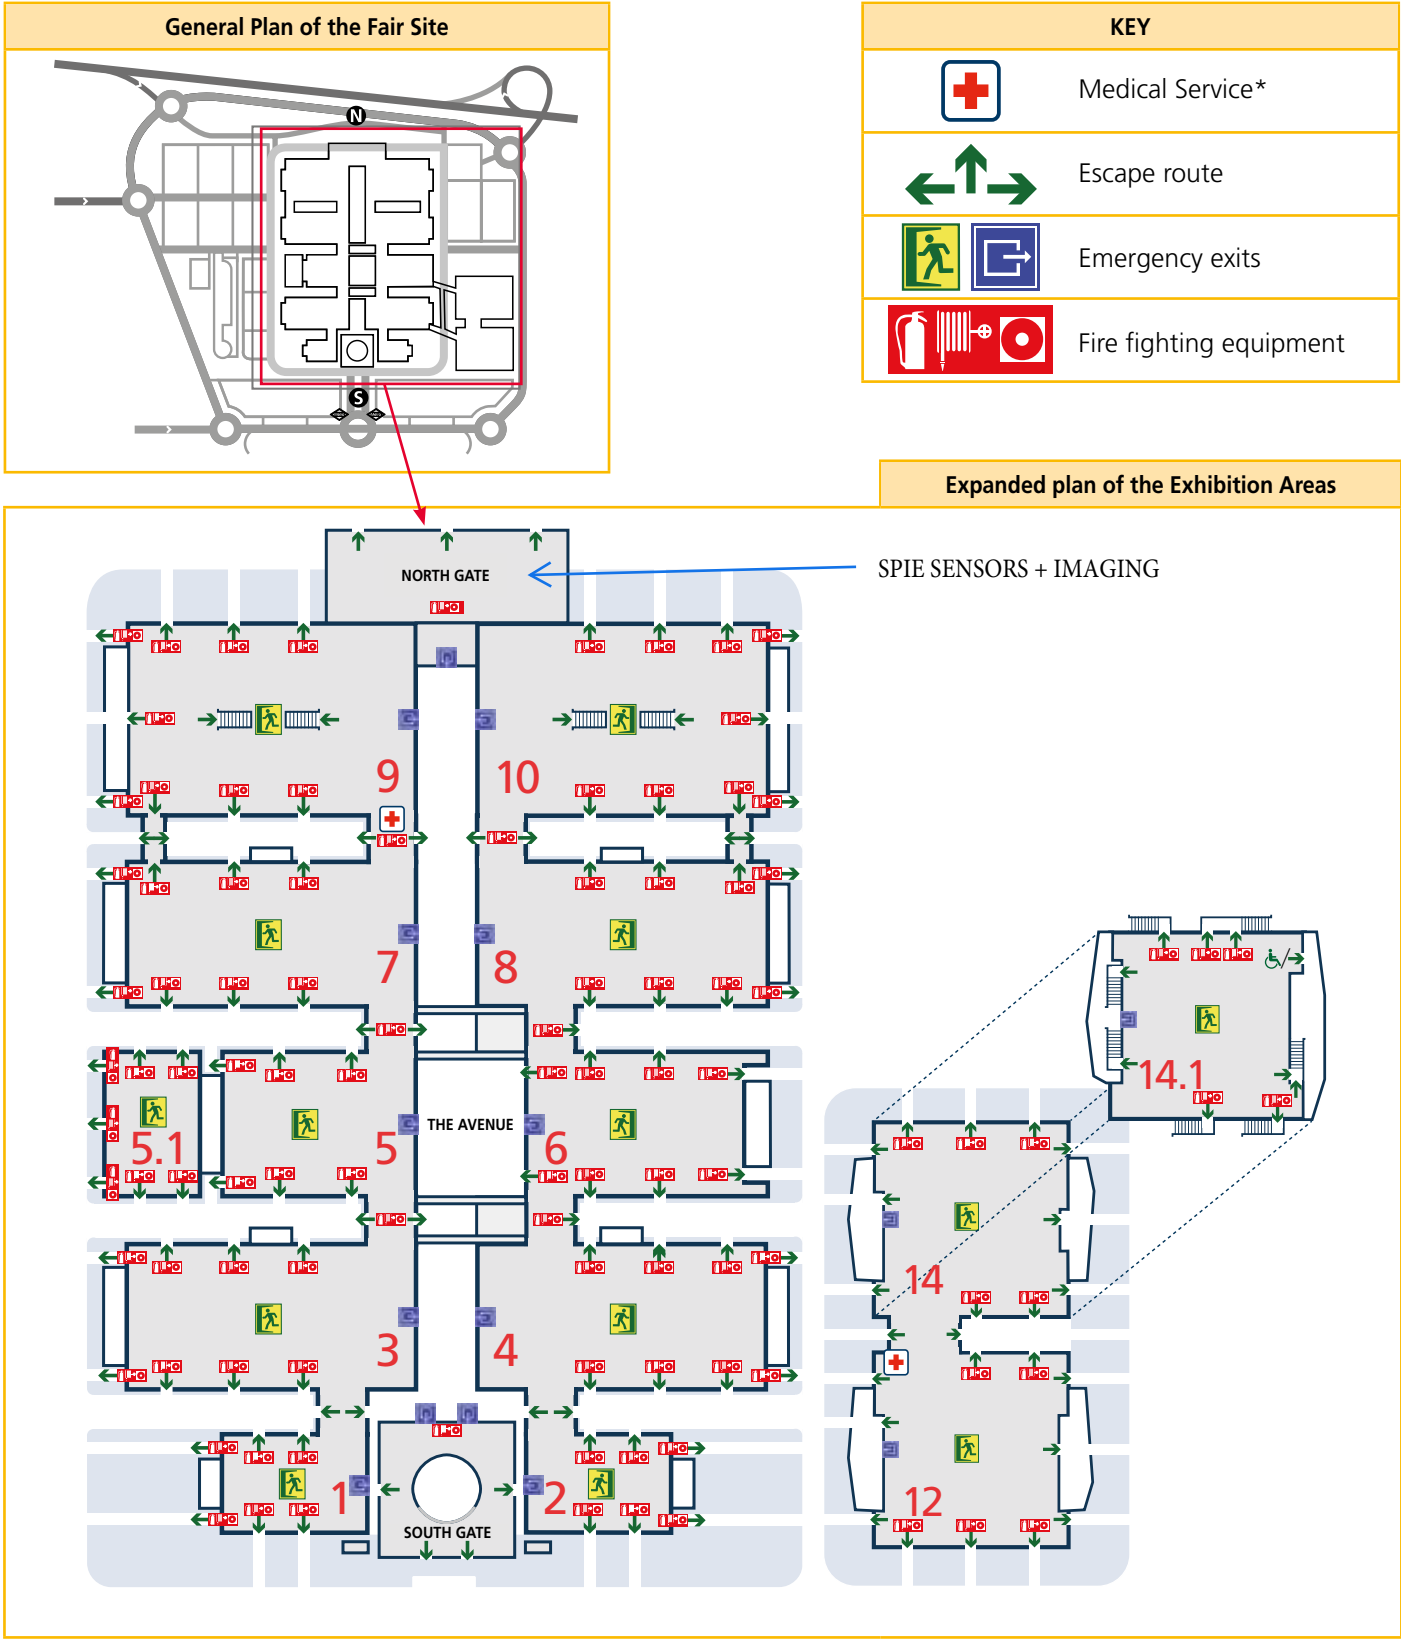 General Plan of the Fair Site
N
S
KEY
Medical Service*
Escape route
Emergency exits
Fire fighting equipment
Expanded plan of the Exhibition Areas
NORTH GATE
SPIE SENSORS + IMAGING
9
10
7
8
14.1
THE AVENUE
5.1
5
6
14
3
4
1
2
12
SOUTH GATE